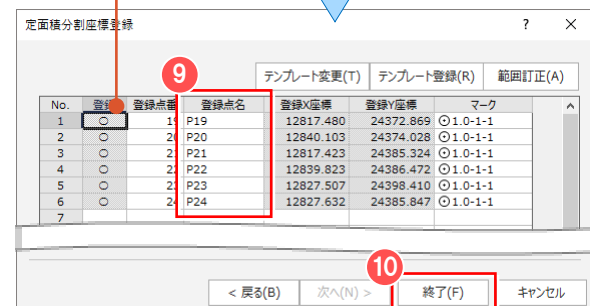 定面積分割座標登録 ? ×
9
テンプレート変更(T) テンプレート登録(R) 範囲訂正(A)
No. 登録 登録点番 登録点名 登録X座標 登録Y座標 マーク
1 ○ 19 P19 12817.480 24372.869 ⊙1.0-1-1
2 ○ 20 P20 12840.103 24374.028 ⊙1.0-1-1
3 ○ 21 P21 12817.423 24385.324 ⊙1.0-1-1
4 ○ 22 P22 12839.823 24386.472 ⊙1.0-1-1
5 ○ 23 P23 12827.507 24398.410 ⊙1.0-1-1
6 ○ 24 P24 12827.632 24385.847 ⊙1.0-1-1
7
10
< 戻る(B) 次へ(N) > 終了(F) キャンセル